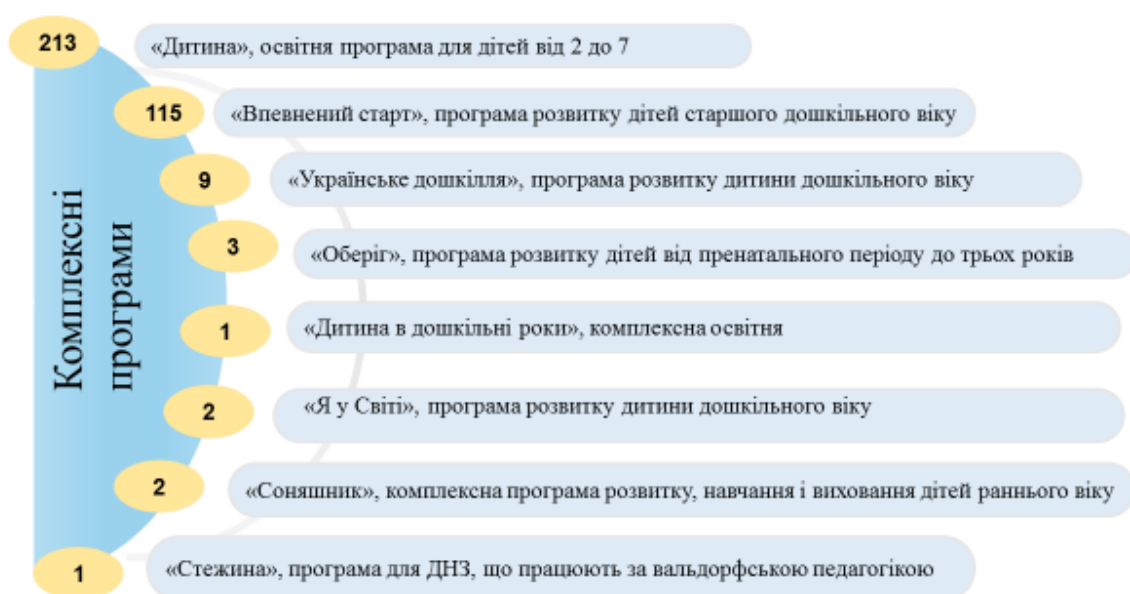 213
«Дитина», освітня програма для дітей від 2 до 7
115
«Впевнений старт», програма розвитку дітей старшого дошкільного віку
9
«Українське дошкілля», програма розвитку дитини дошкільного віку
3
«Оберіг», програма розвитку дітей від пренатального періоду до трьох років
1
«Дитина в дошкільні роки», комплексна освітня
2
«Я у Світі», програма розвитку дитини дошкільного віку
2
«Соняшник», комплексна програма розвитку, навчання і виховання дітей раннього віку
1
«Стежина», програма для ДНЗ, що працюють за вальдорфською педагогікою
Комплексні
програми